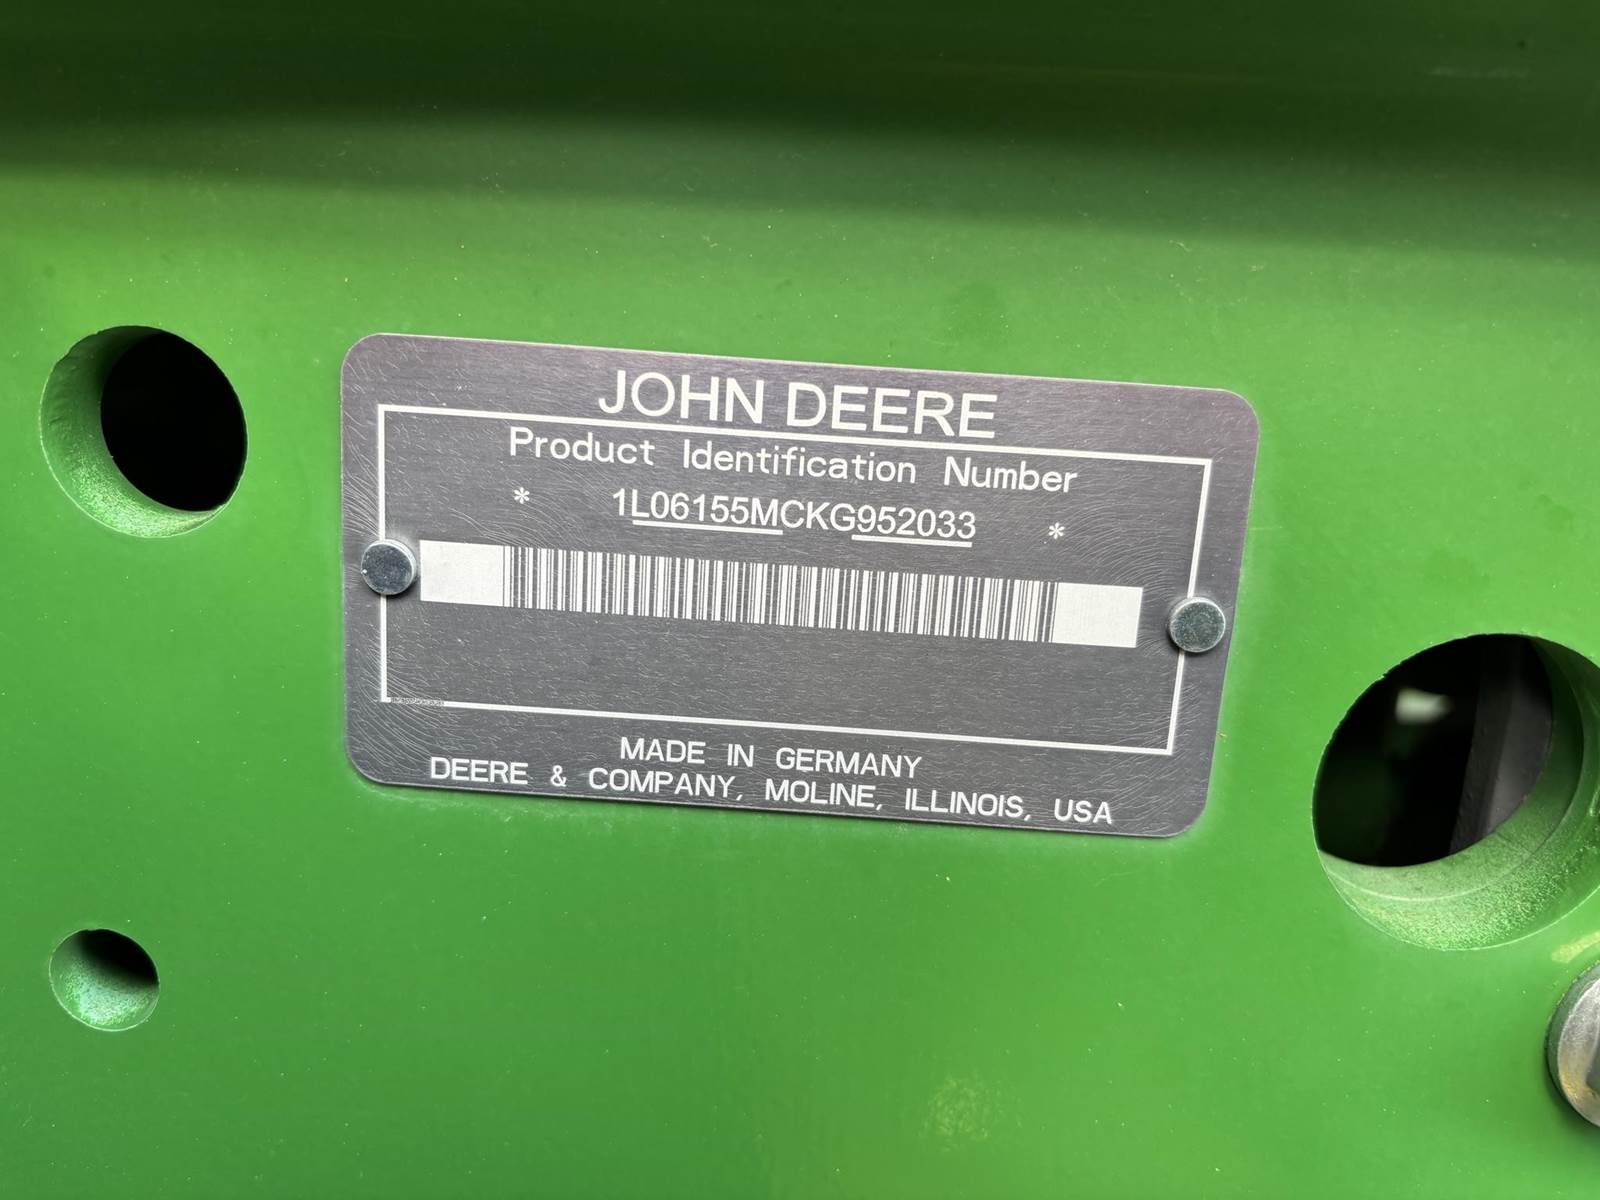 JOHN DEERE
Product Identification Number
* 1L06155MCKG952033 *
MADE IN GERMANY
DEERE & COMPANY, MOLINE, ILLINOIS, USA